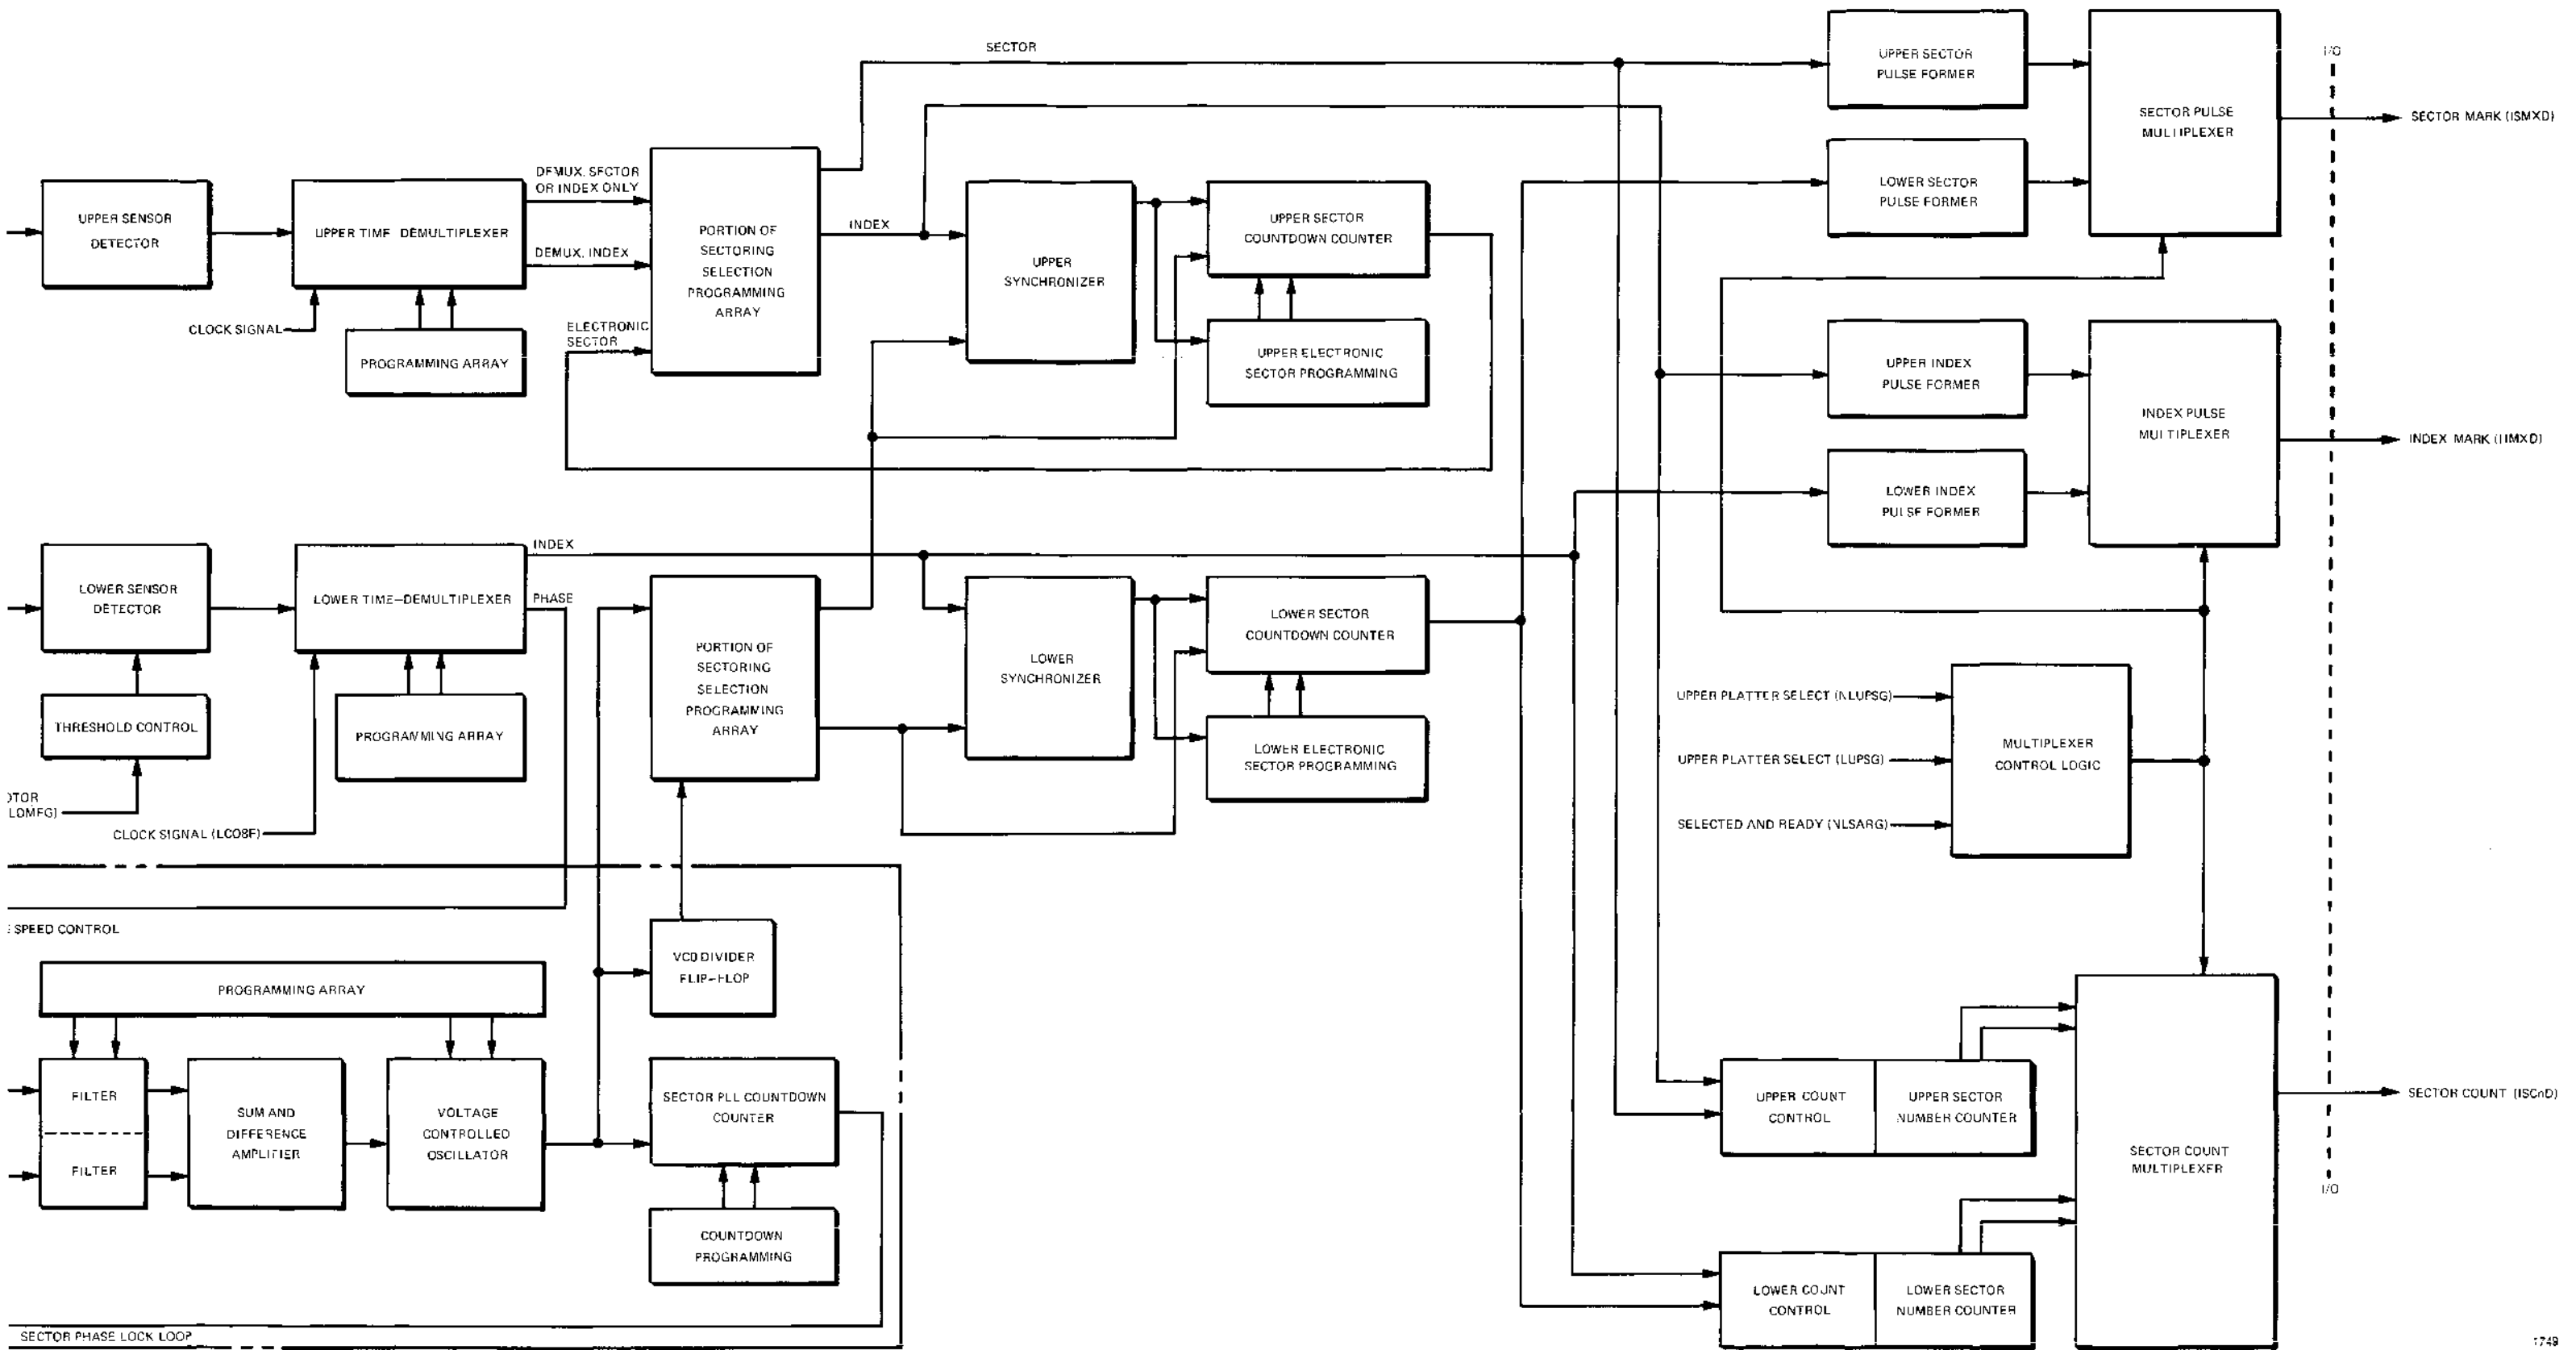 SECTOR
UPPER SECTOR
PULSE FORMER
SECTOR PULSE
MULTIPLEXER
I/O
SECTOR MARK (ISMXD)
LOWER SECTOR
PULSE FORMER
UPPER SENSOR
DETECTOR
UPPER TIME DEMULTIPLEXER
DEMUX. SECTOR
OR INDEX ONLY
DEMUX. INDEX
CLOCK SIGNAL
PROGRAMMING ARRAY
ELECTRONIC
SECTOR
PORTION OF
SECTORING
SELECTION
PROGRAMMING
ARRAY
INDEX
UPPER
SYNCHRONIZER
UPPER SECTOR
COUNTDOWN COUNTER
UPPER ELECTRONIC
SECTOR PROGRAMMING
UPPER INDEX
PULSE FORMER
INDEX PULSE
MULTIPLEXER
INDEX MARK (IIMXD)
LOWER INDEX
PULSE FORMER
LOWER SENSOR
DETECTOR
LOWER TIME-DEMULTIPLEXER
INDEX
PHASE
THRESHOLD CONTROL
PROGRAMMING ARRAY
OTOR
LDMFG)
CLOCK SIGNAL (LC08F)
PORTION OF
SECTORING
SELECTION
PROGRAMMING
ARRAY
LOWER
SYNCHRONIZER
LOWER SECTOR
COUNTDOWN COUNTER
LOWER ELECTRONIC
SECTOR PROGRAMMING
UPPER PLATTER SELECT (NLUPSG)
UPPER PLATTER SELECT (LUPSG)
SELECTED AND READY (NLSARG)
MULTIPLEXER
CONTROL LOGIC
SPEED CONTROL
PROGRAMMING ARRAY
FILTER
FILTER
SUM AND
DIFFERENCE
AMPLIFIER
VOLTAGE
CONTROLLED
OSCILLATOR
VCO DIVIDER
FLIP-FLOP
SECTOR PLL COUNTDOWN
COUNTER
COUNTDOWN
PROGRAMMING
SECTOR PHASE LOCK LOOP
UPPER COUNT
CONTROL
UPPER SECTOR
NUMBER COUNTER
LOWER COUNT
CONTROL
LOWER SECTOR
NUMBER COUNTER
SECTOR COUNT
MULTIPLEXER
SECTOR COUNT (ISCnD)
I/O
1749